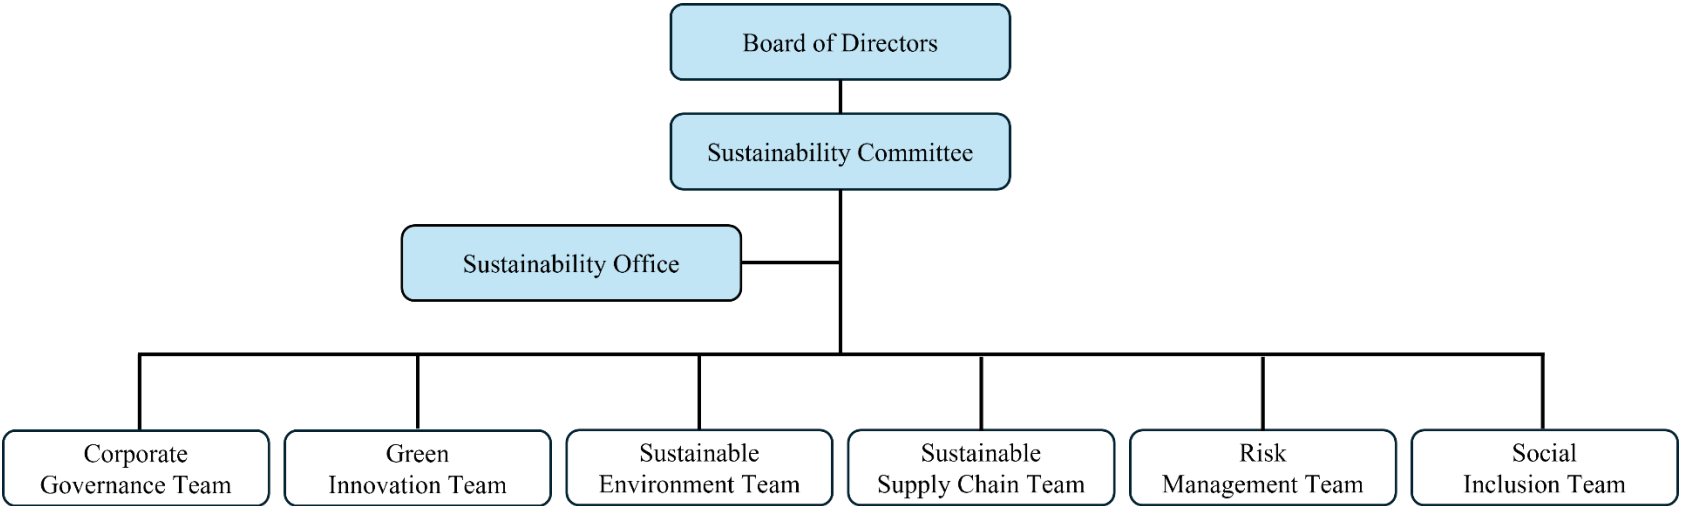 Board of Directors
Sustainability Committee
Sustainability Office
Corporate
Governance Team
Green
Innovation Team
Sustainable
Environment Team
Sustainable
Supply Chain Team
Risk
Management Team
Social
Inclusion Team